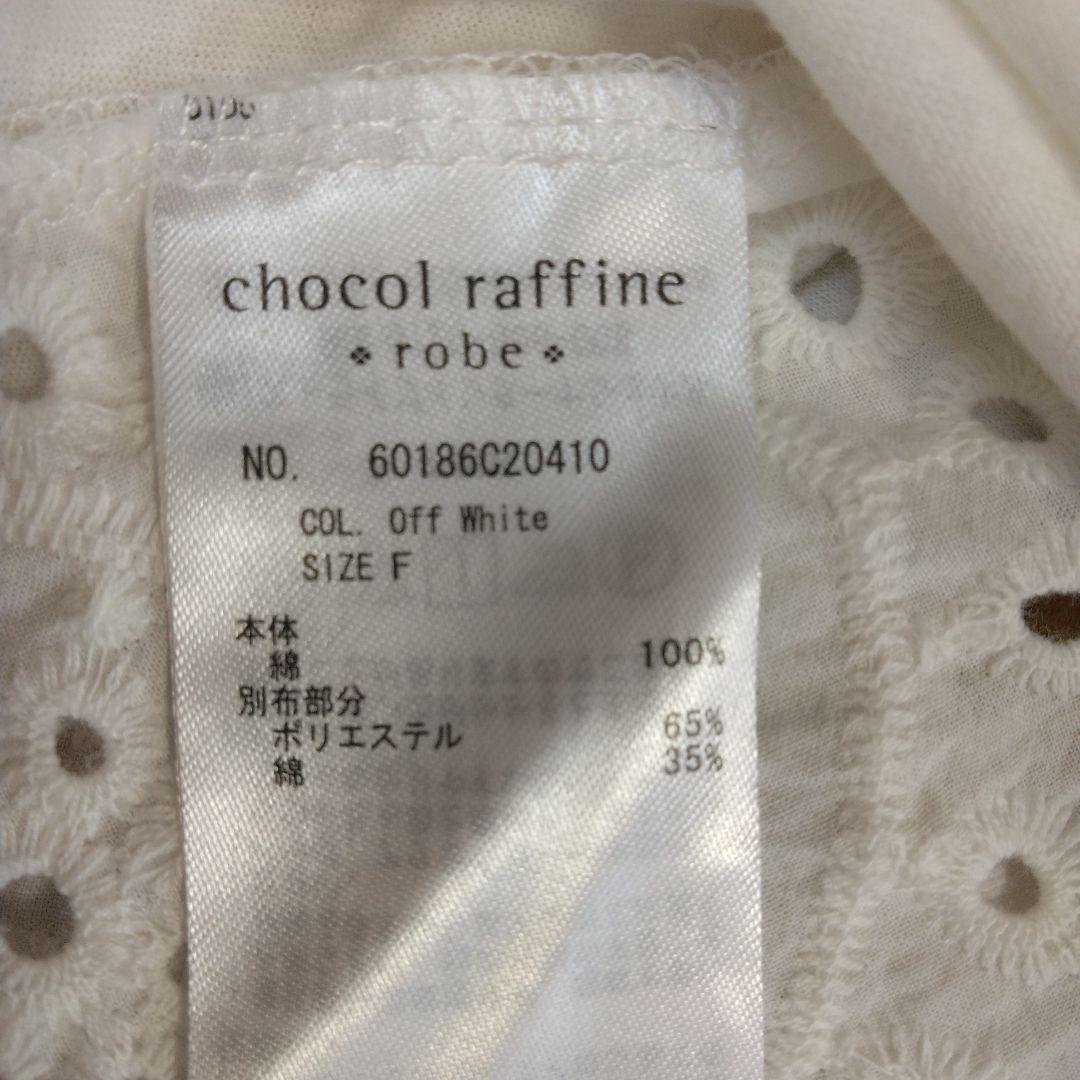 chocol raffine
robe
NO. 60186C20410
COL. Off White
SIZE F
本体
綿 100%
別布部分
ポリエステル 65%
綿 35%